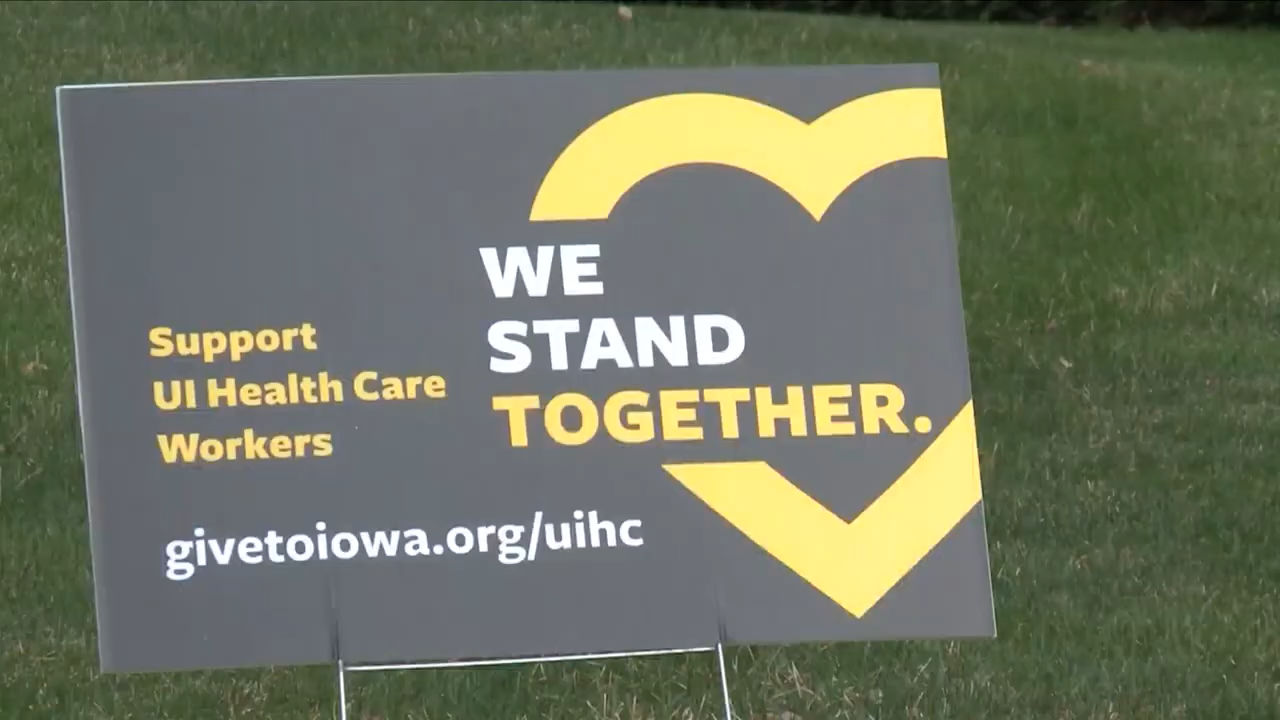 WE
STAND
TOGETHER.
Support
UI Health Care
Workers
givetoiowa.org/uihc